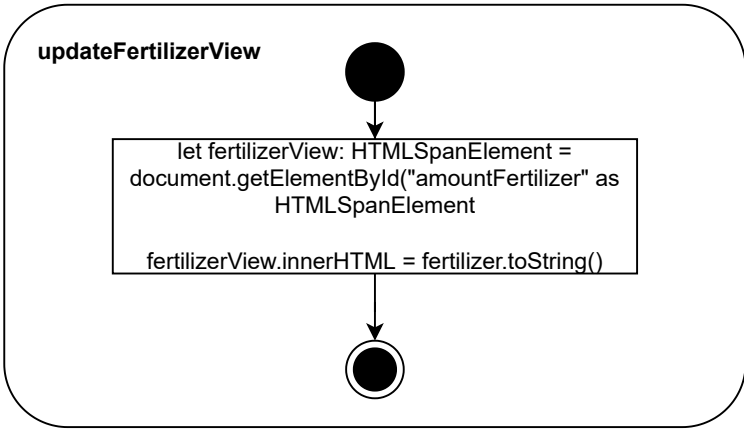 updateFertilizerView
let fertilizerView: HTMLSpanElement =
document.getElementById("amountFertilizer" as
HTMLSpanElement
fertilizerView.innerHTML = fertilizer.toString()